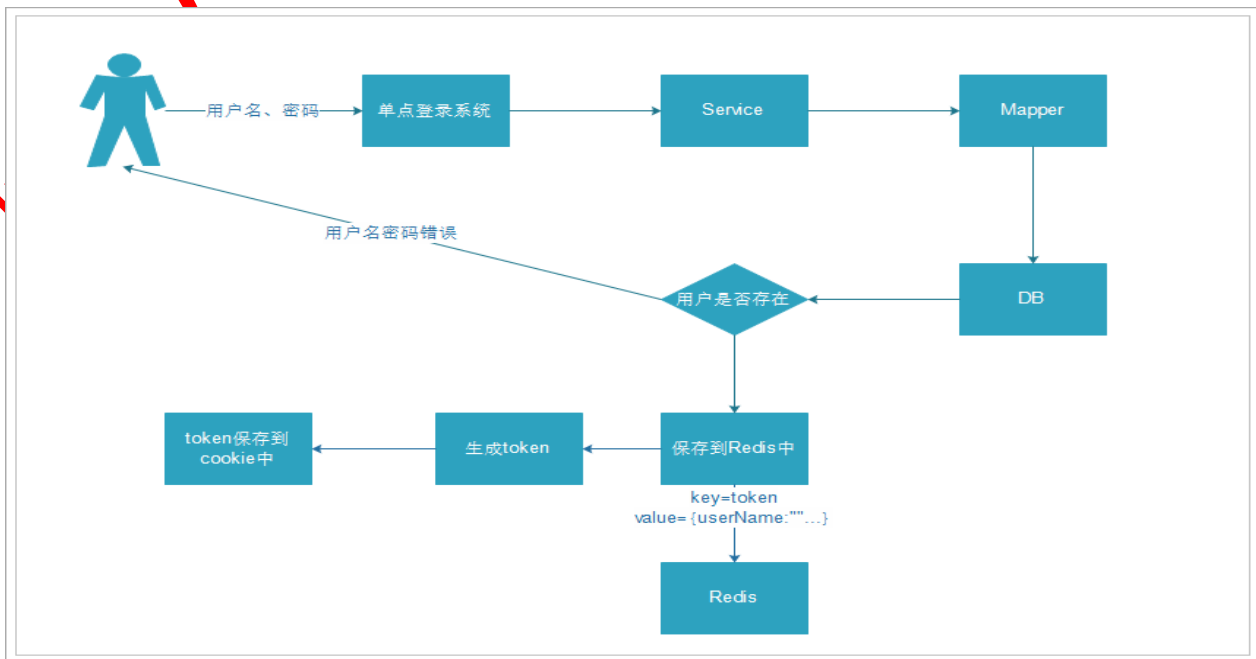 用户名、密码
单点登录系统
Service
Mapper
用户名密码错误
用户是否存在
DB
token保存到
cookie中
生成token
保存到Redis中
key=token
value={userName:""...}
Redis